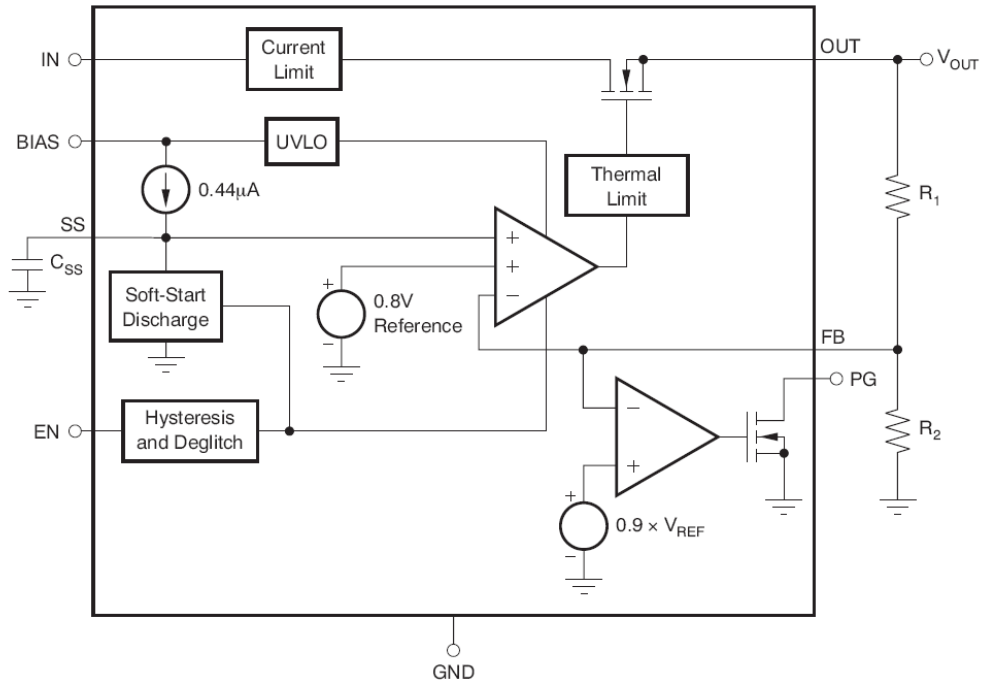 IN
Current
Limit
OUT
V_OUT
BIAS
UVLO
0.44μA
Thermal
Limit
R_1
SS
C_SS
+
+
−
Soft-Start
Discharge
+
−
0.8V
Reference
FB
PG
EN
Hysteresis
and Deglitch
−
+
R_2
+
−
0.9 × V_REF
GND